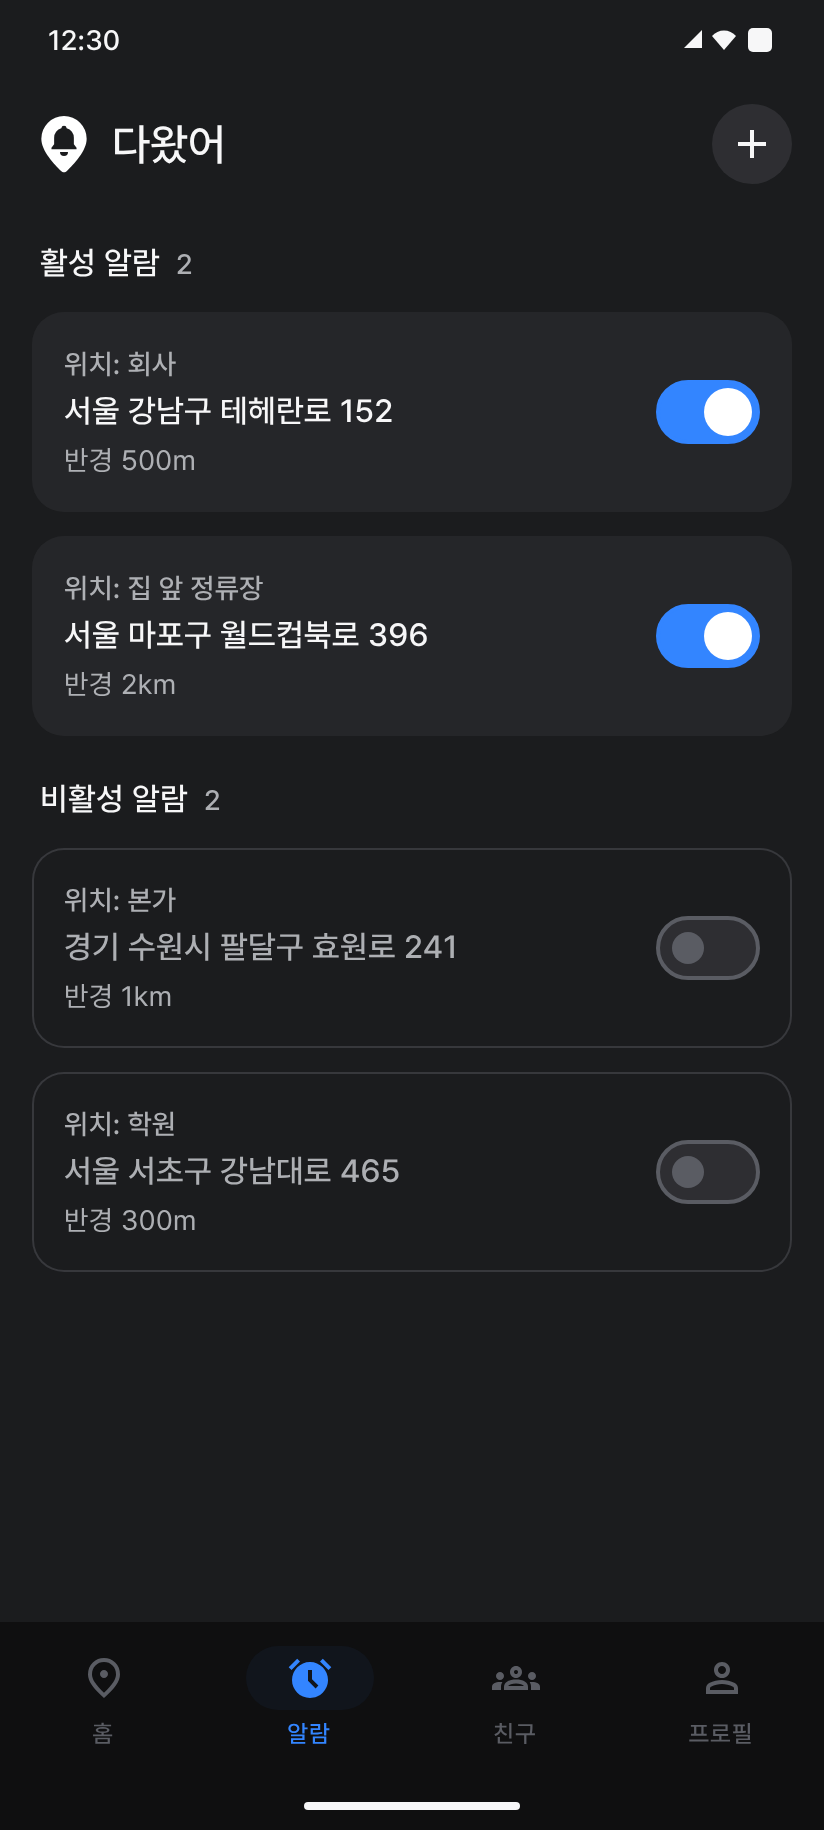 12:30
다왔어
활성 알람 2
위치: 회사
서울 강남구 테헤란로 152
반경 500m
위치: 집 앞 정류장
서울 마포구 월드컵북로 396
반경 2km
비활성 알람 2
위치: 본가
경기 수원시 팔달구 효원로 241
반경 1km
위치: 학원
서울 서초구 강남대로 465
반경 300m
홈 알람 친구 프로필